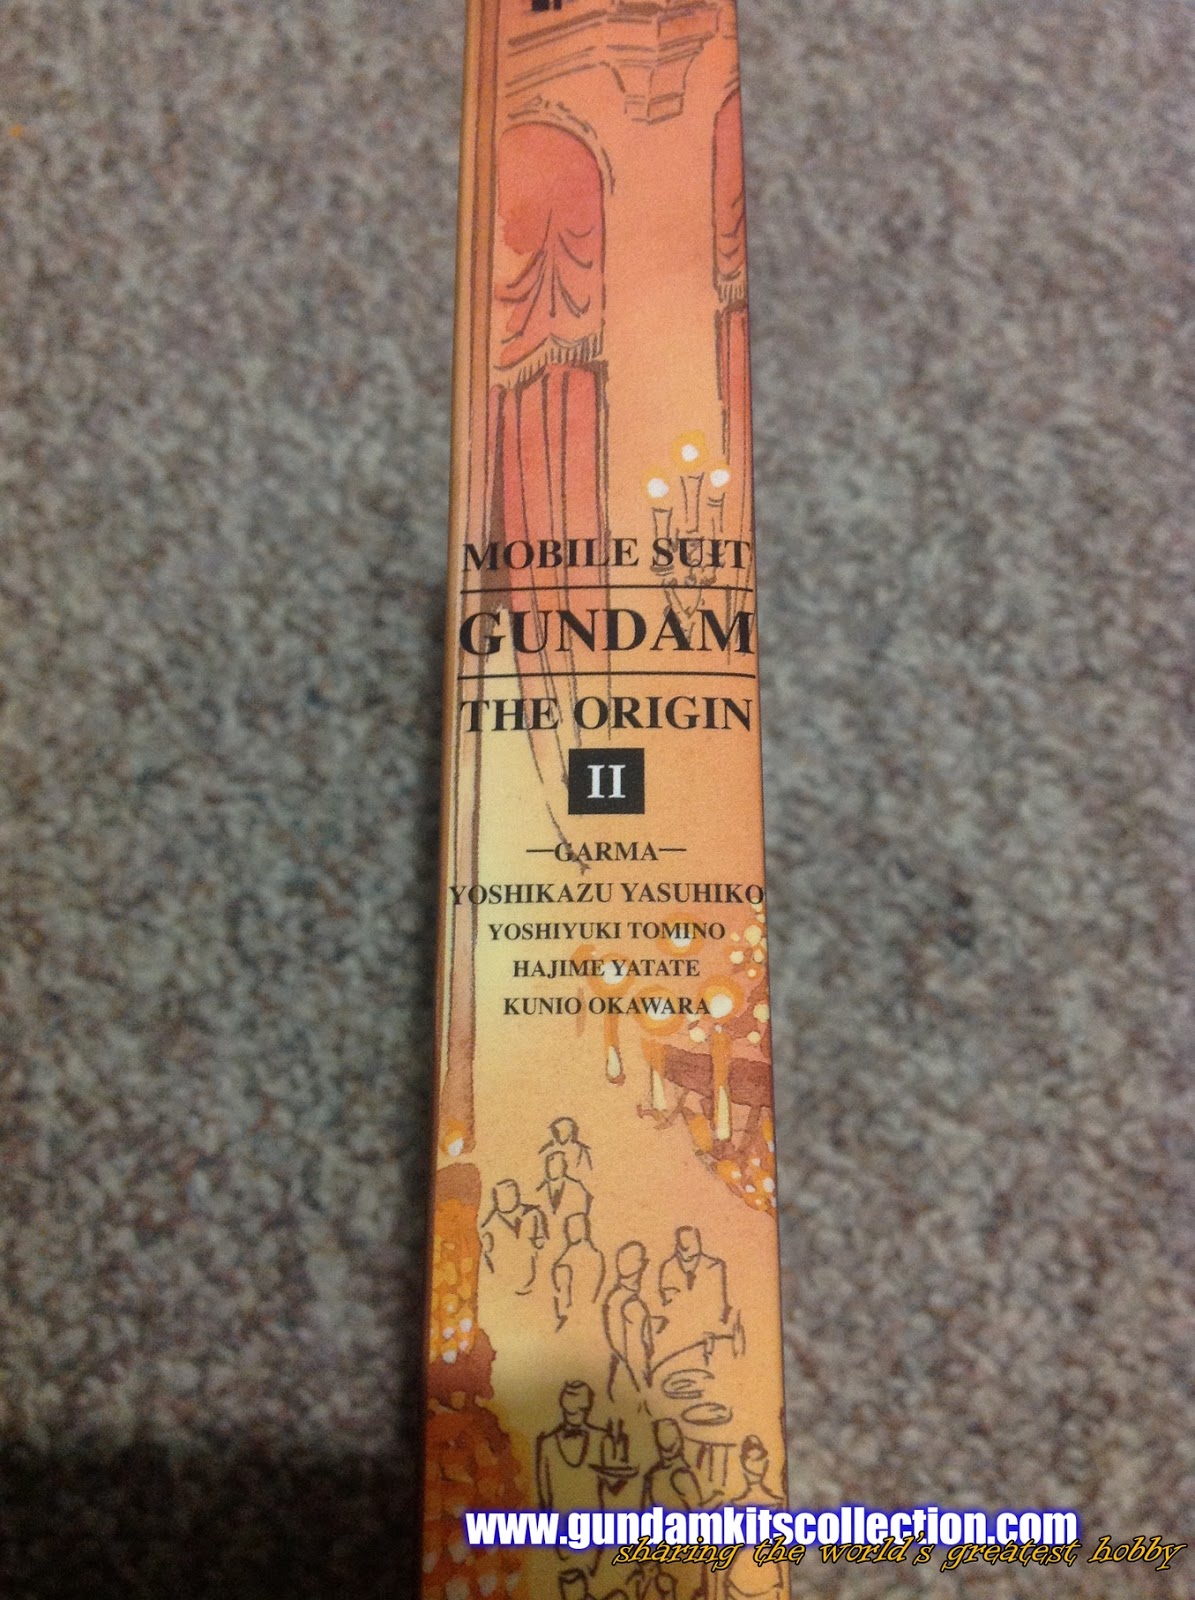 MOBILE SUIT
GUNDAM
THE ORIGIN
II
—GARMA—
YOSHIKAZU YASUHIKO
YOSHIYUKI TOMINO
HAJIME YATATE
KUNIO OKAWARA
www.gundamkitscollection.com
sharing the world's greatest hobby